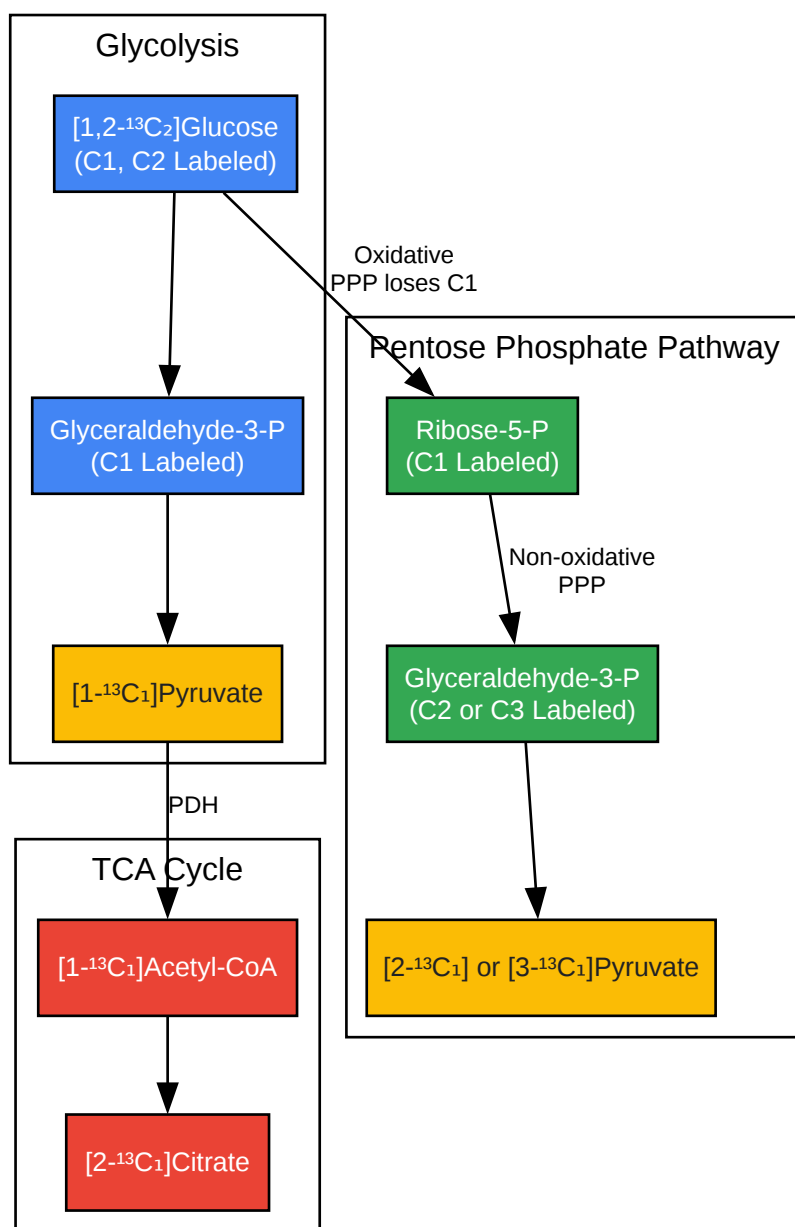 Glycolysis
[1,2-¹³C₂]Glucose
(C1, C2 Labeled)
Oxidative
PPP loses C1
Pentose Phosphate Pathway
Glyceraldehyde-3-P
(C1 Labeled)
Ribose-5-P
(C1 Labeled)
Non-oxidative
PPP
[1-¹³C₁]Pyruvate
Glyceraldehyde-3-P
(C2 or C3 Labeled)
PDH
TCA Cycle
[1-¹³C₁]Acetyl-CoA
[2-¹³C₁] or [3-¹³C₁]Pyruvate
[2-¹³C₁]Citrate